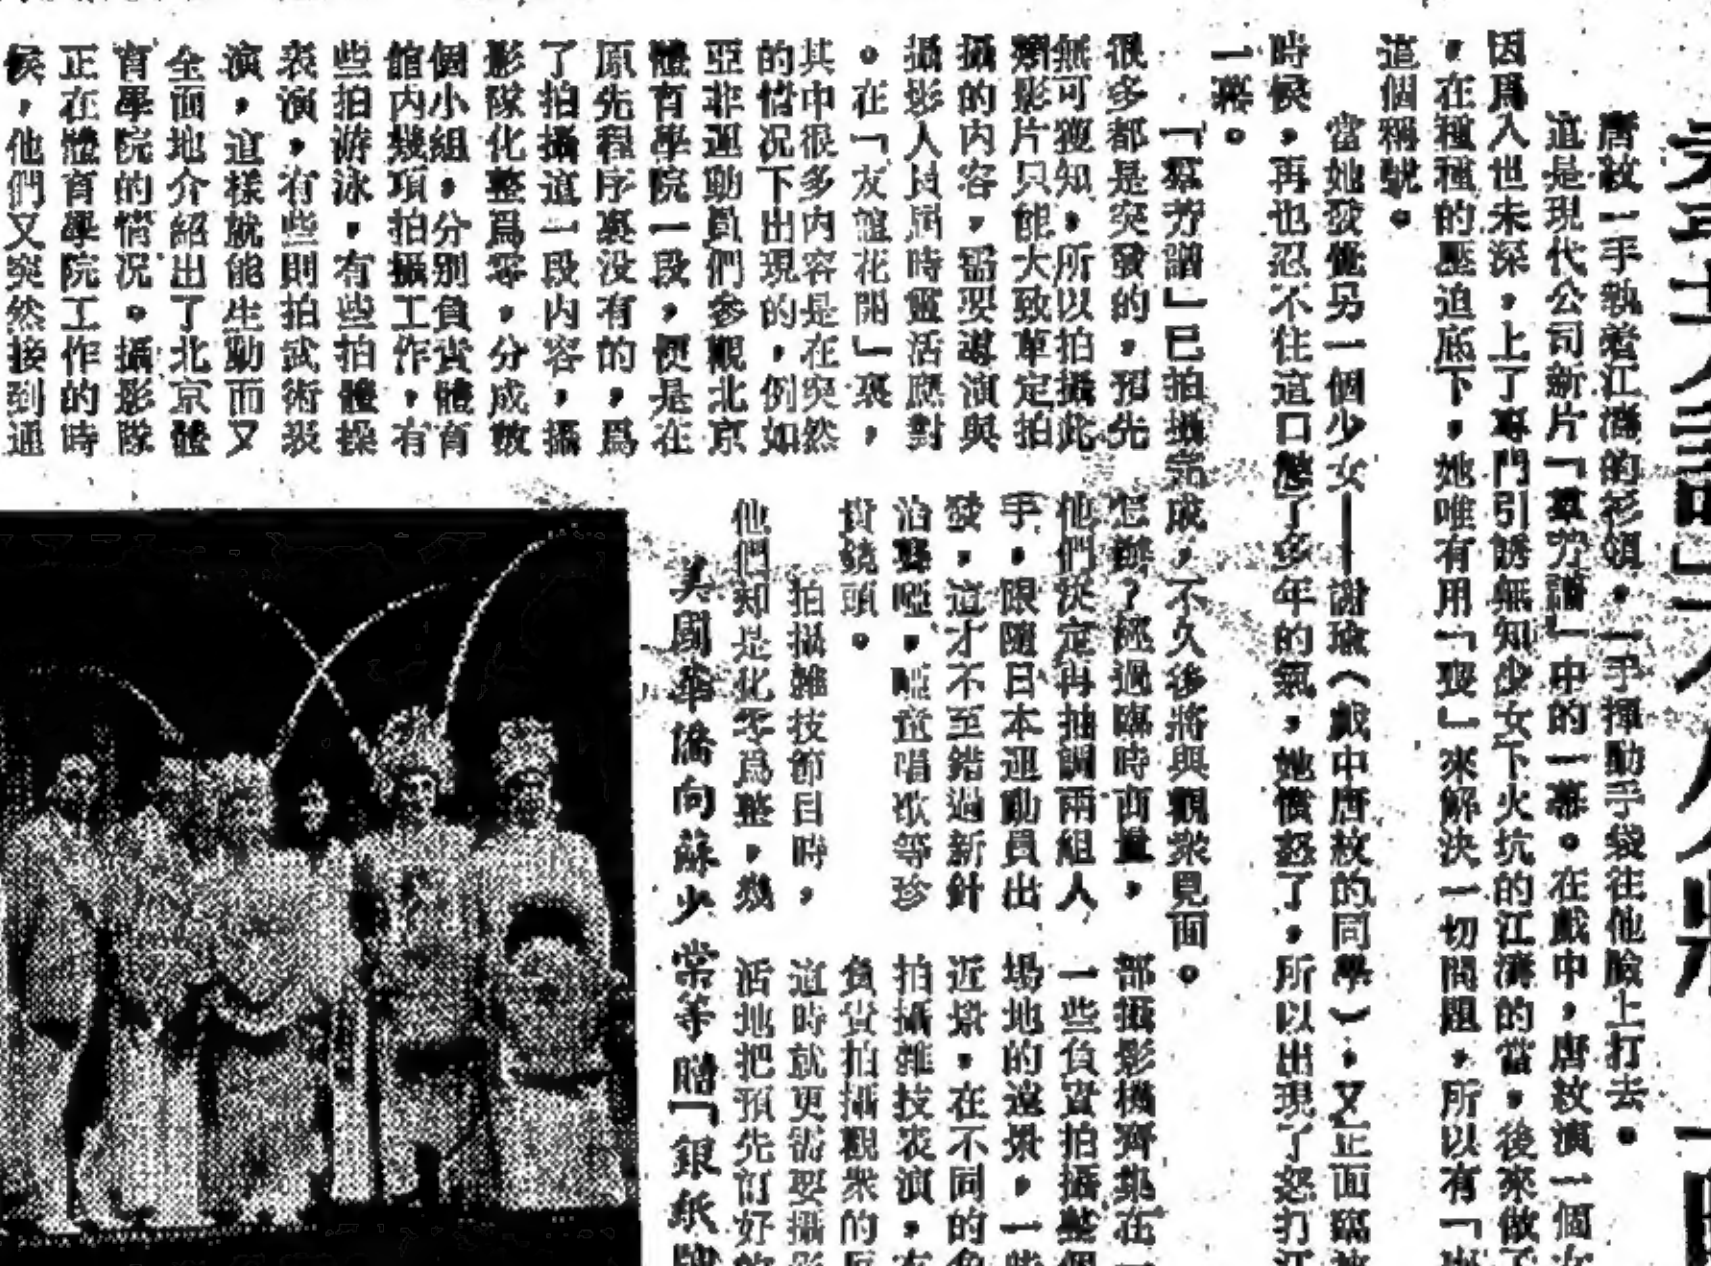 唐紋一手執着江濤的衫領,一手揮動手袋往他臉上打去。
這是現代公司新片「羣芳譜」中的一幕。在戲中,唐紋演一個女
因爲入世未深,上了專門引誘無知少女下火坑的江濤的當,後來做了
,在種種的壓迫底下,她唯有用「喪」來解決一切問題,所以有「
這個稱號。
當她發覺另一個少女——謝瑜(戲中唐紋的同學),又正面臨
時候,再也忍不住這口憋了多年的氣,她憤怒了,所以出現了怒打江
一幕。
「羣芳譜」已拍攝完成,不久後將與觀衆見面。
很多都是突發的,預先
無可獲知,所以拍攝此
類影片只能大致草定拍
攝的内容,需要導演與
攝影人員届時靈活應對
。在「友誼花開」裏,
其中很多内容是在突然
的情况下出現的,例如
亞非運動員們參觀北京
體育學院一段,便是在
原先程序裏没有的,爲
了拍攝這一段内容,攝
影隊化整爲零,分成數
個小組,分別負責體育
館内幾項拍攝工作,有
些拍游泳,有些拍體操
表演,有些則拍武術表
演,這樣就能生動而又
全面地介紹出了北京體
育學院的情况。攝影隊
正在體育學院工作的時
候,他們又突然接到通
怎辦?經過臨時商量,
他們決定再抽調兩組人
手,跟隨日本運動員出
發,這才不至錯過新針
治聾啞,啞童唱歌等珍
貴鏡頭。
拍攝雜技節目時,
他們却是化零爲整,幾
部攝影機齊集在一
一些負責拍攝整個
場地的遠景,一些
近景,在不同的角
拍攝雜技表演,有
負責拍攝觀衆的反
這時就更需要攝影
活地把預先訂好的
美國華僑向蘇少棠等贈「銀紙牌